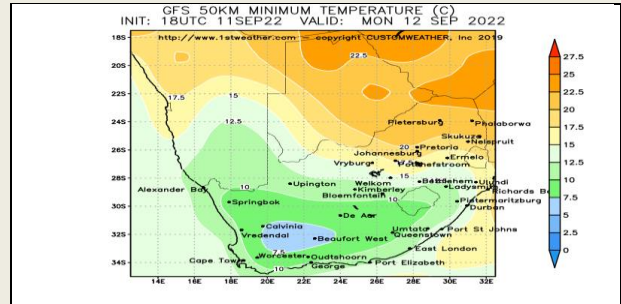 GFS 50KM MINIMUM TEMPERATURE (C)
INIT: 18UTC 11SEP22 VALID: MON 12 SEP 2022
http://www.1stweather.com — copyright CUSTOMWEATHER, Inc 2019
18S
20S
22S
24S
26S
28S
30S
32S
34S
22.5
17.5
15
12.5
20
15
10
10
10
Pietersburg
Phalaborwa
Skukuza
Nelspruit
Pretoria
Johannesburg
Ermelo
Vryburg
Potchefstroom
Welkom
Bethlehem
Ulundi
Ladysmith
Kimberley
Upington
Richards B
Alexander Bay
Bloemfontein
Springbok
Pietermaritzburg
Durban
De Aar
Calvinia
Vredendal
Beaufort West
Umtata
Port St Johns
Queenstown
East London
Cape Town
Worcester
Oudtshoorn
George
Port Elizabeth
14E 16E 18E 20E 22E 24E 26E 28E 30E 32E
27.5
25
22.5
20
17.5
15
12.5
10
7.5
5
2.5
0